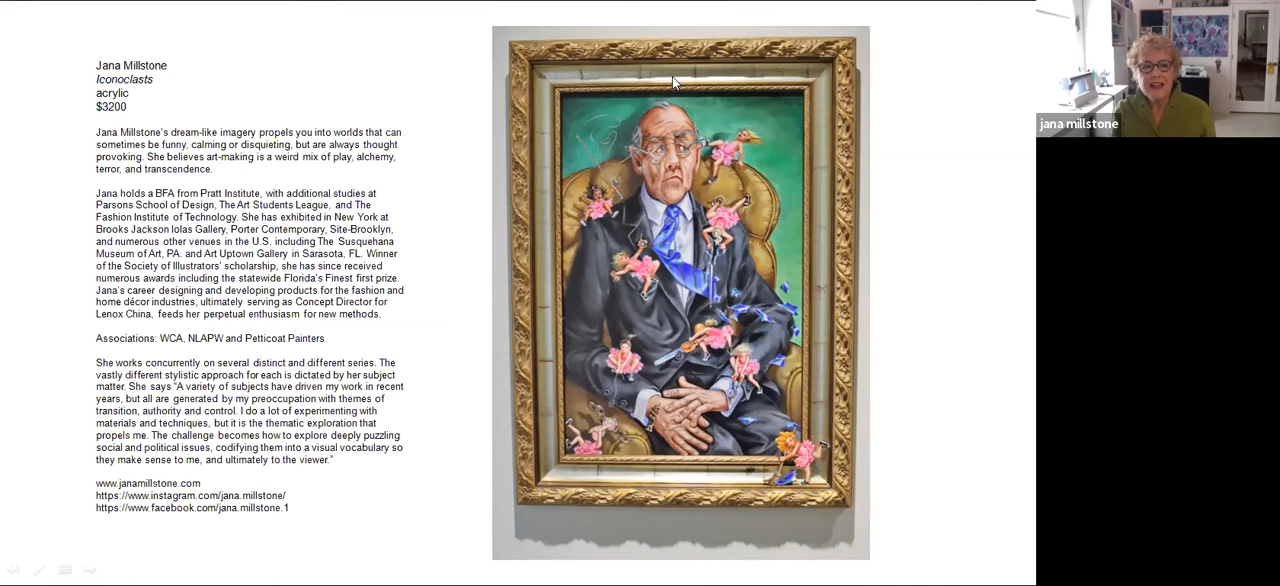 Jana Millstone
Iconoclasts
acrylic
$3200
Jana Millstone's dream-like imagery propels you into worlds that can
sometimes be funny, calming or disquieting, but are always thought
provoking. She believes art-making is a weird mix of play, alchemy,
terror, and transcendence.
Jana holds a BFA from Pratt Institute, with additional studies at
Parsons School of Design, The Art Students League, and The
Fashion Institute of Technology. She has exhibited in New York at
Brooks Jackson Iolas Gallery, Porter Contemporary, Site-Brooklyn,
and numerous other venues in the U.S. including The Susquehana
Museum of Art, PA. and Art Uptown Gallery in Sarasota, FL. Winner
of the Society of Illustrators' scholarship, she has since received
numerous awards including the statewide Florida's Finest first prize.
Jana's career designing and developing products for the fashion and
home décor industries, ultimately serving as Concept Director for
Lenox China, feeds her perpetual enthusiasm for new methods.
Associations: WCA, NLAPW and Petticoat Painters
She works concurrently on several distinct and different series. The
vastly different stylistic approach for each is dictated by her subject
matter. She says "A variety of subjects have driven my work in recent
years, but all are generated by my preoccupation with themes of
transition, authority and control. I do a lot of experimenting with
materials and techniques, but it is the thematic exploration that
propels me. The challenge becomes how to explore deeply puzzling
social and political issues, codifying them into a visual vocabulary so
they make sense to me, and ultimately to the viewer."
www.janamillstone.com
https://www.instagram.com/jana.millstone/
https://www.facebook.com/jana.millstone.1
jana millstone